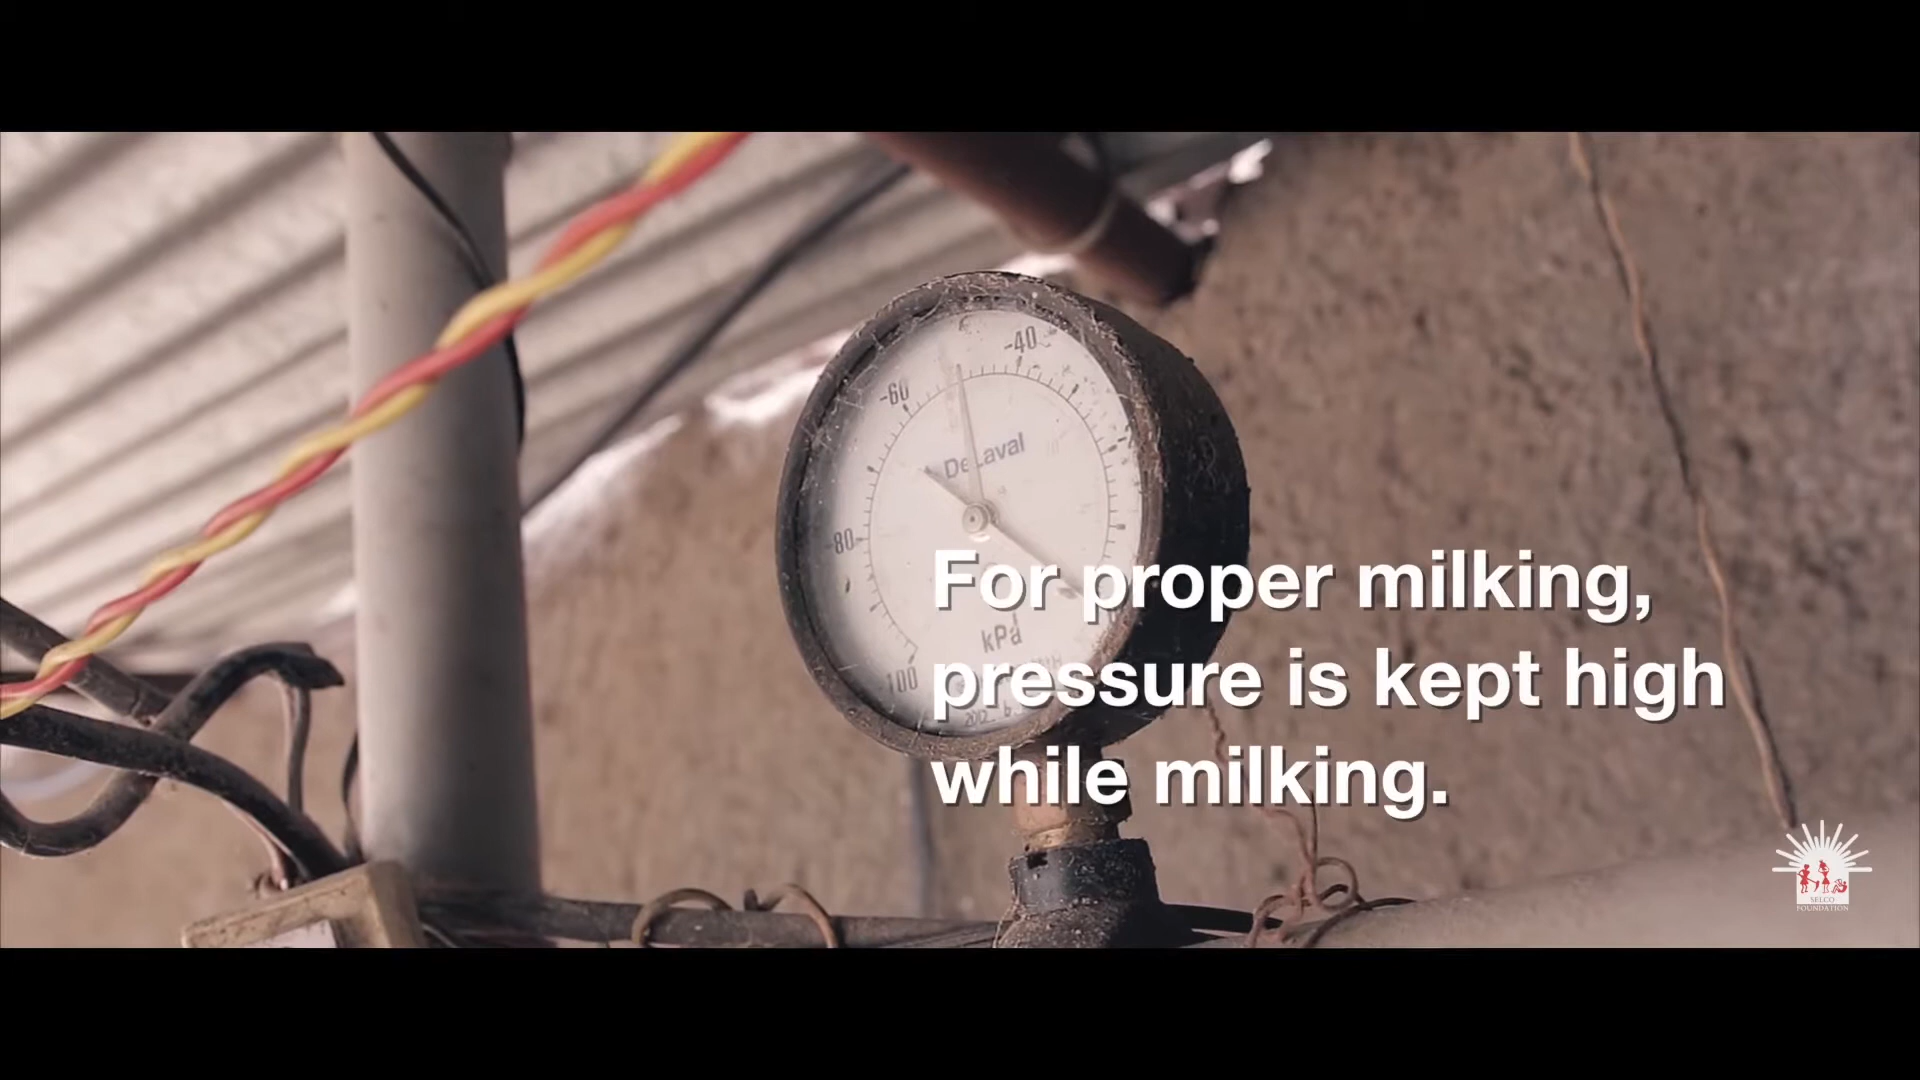 -40
-60
DeLaval
-80
For proper milking,
kPa
pressure is kept high
100
while milking.
SELCO
FOUNDATION